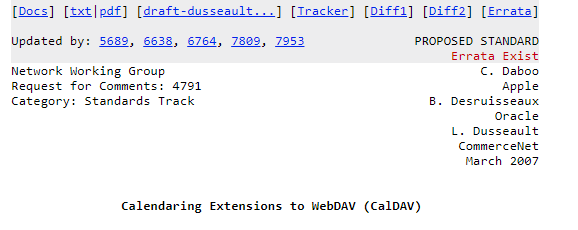 [Docs] [txt|pdf] [draft-dusseault...] [Tracker] [Diff1] [Diff2] [Errata]
Updated by: 5689, 6638, 6764, 7809, 7953 PROPOSED STANDARD
Errata Exist
Network Working Group C. Daboo
Request for Comments: 4791 Apple
Category: Standards Track B. Desruisseaux
Oracle
L. Dusseault
CommerceNet
March 2007
Calendaring Extensions to WebDAV (CalDAV)